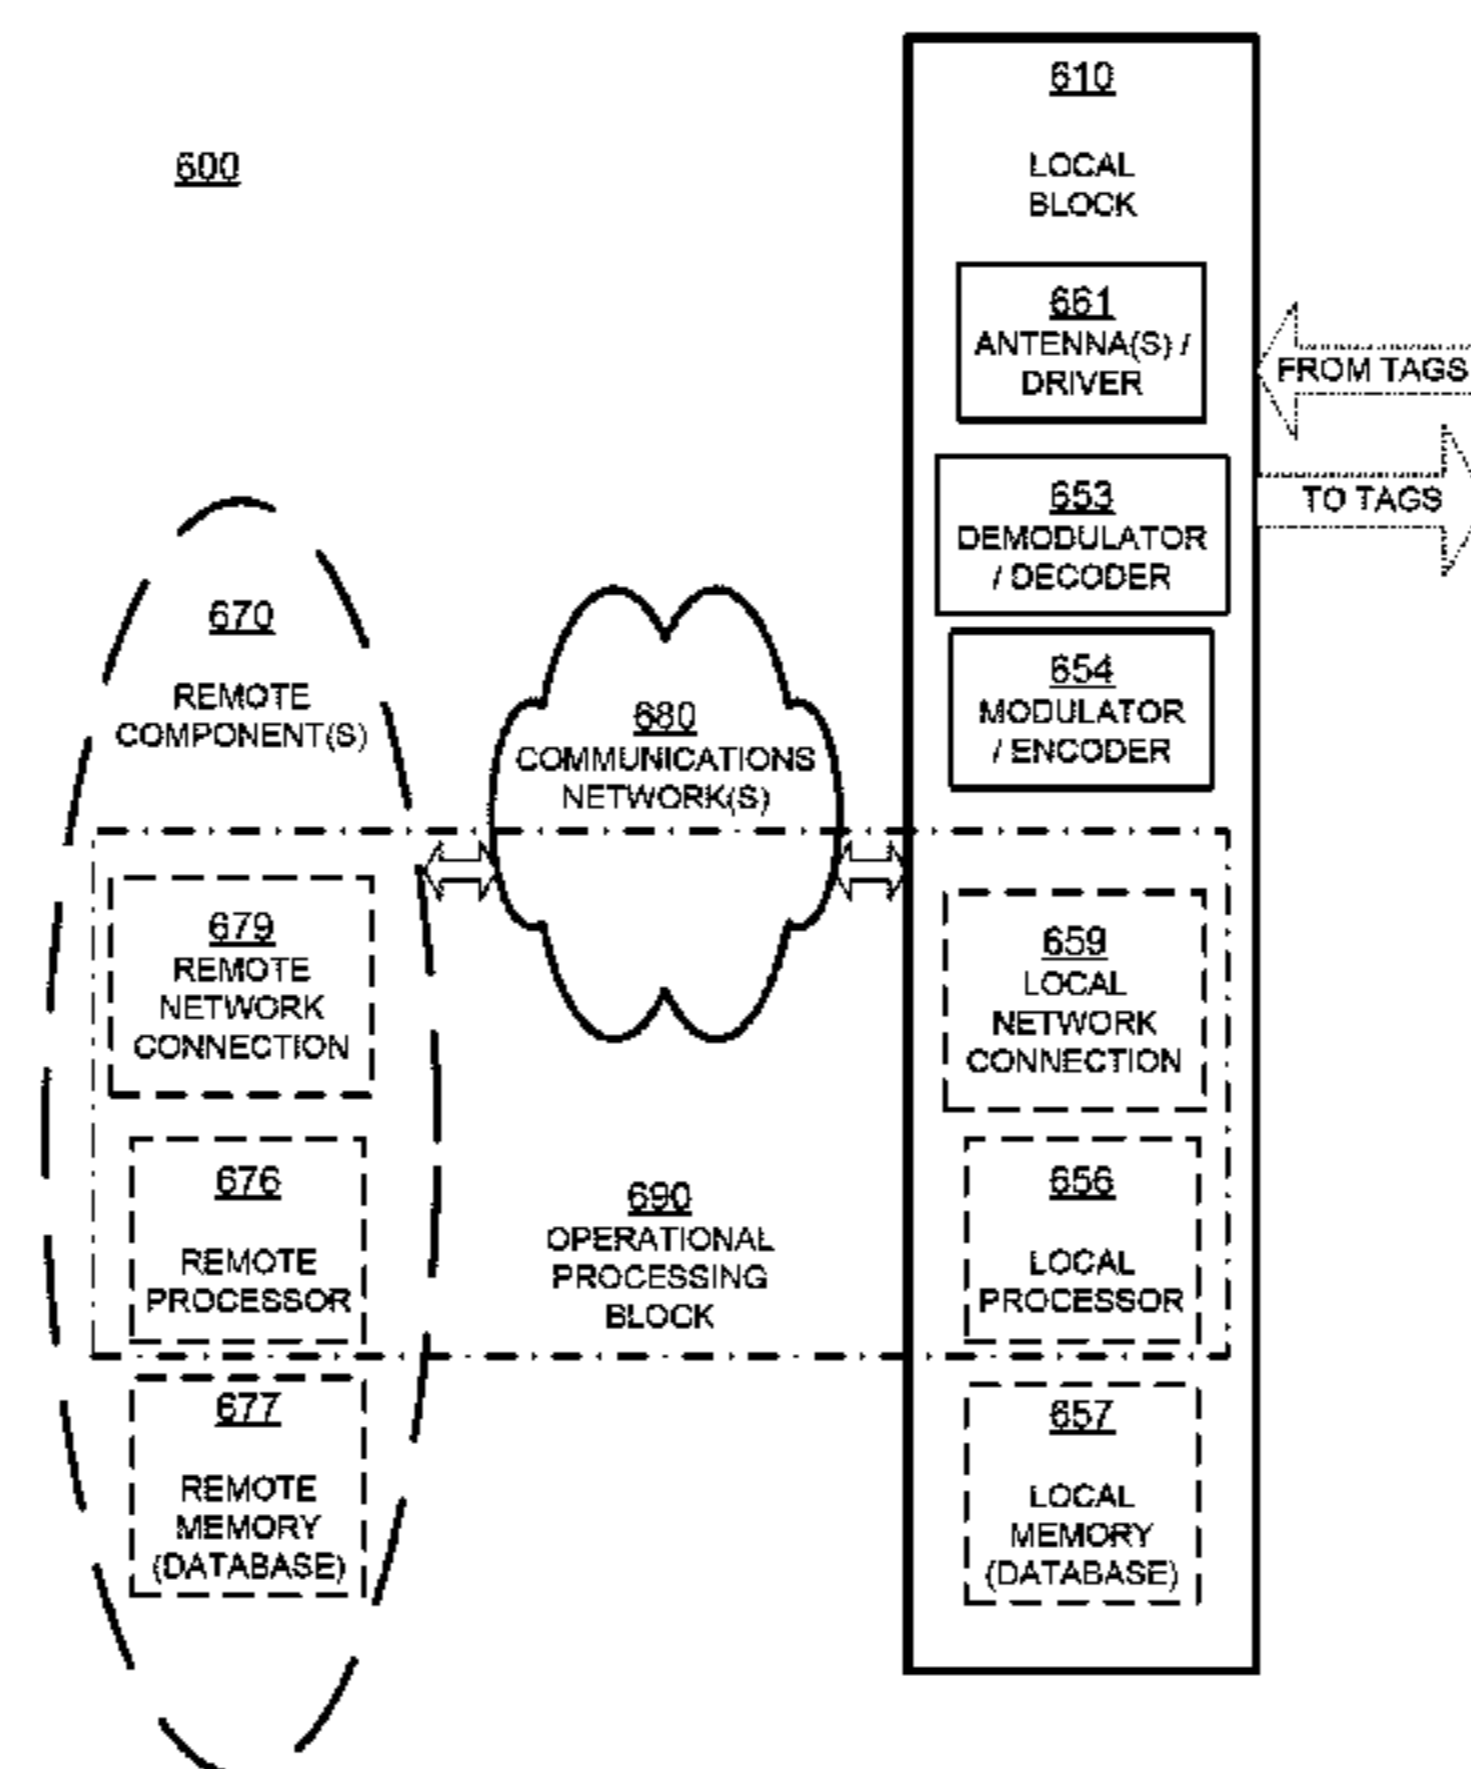 600
610
LOCAL
BLOCK
661
ANTENNA(S) /
DRIVER
FROM TAGS
653
DEMODULATOR
/ DECODER
TO TAGS
654
MODULATOR
/ ENCODER
670
REMOTE
COMPONENT(S)
680
COMMUNICATIONS
NETWORK(S)
679
REMOTE
NETWORK
CONNECTION
659
LOCAL
NETWORK
CONNECTION
676
REMOTE
PROCESSOR
690
OPERATIONAL
PROCESSING
BLOCK
656
LOCAL
PROCESSOR
677
REMOTE
MEMORY
(DATABASE)
657
LOCAL
MEMORY
(DATABASE)